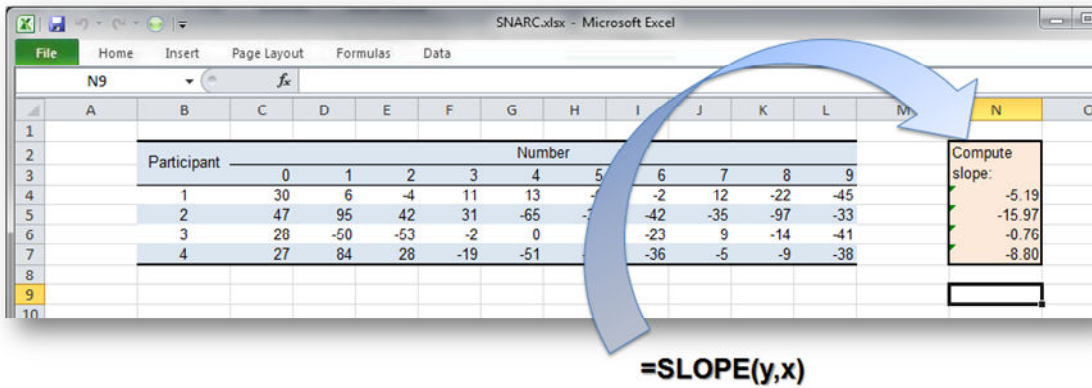 SNARC.xlsx - Microsoft Excel
File Home Insert Page Layout Formulas Data
N9 fx
A B C D E F G H I J K L M N
1
2 Participant Number Compute
3 0 1 2 3 4 5 6 7 8 9 slope:
4 1 30 6 -4 11 13 -2 12 -22 -45 -5.19
5 2 47 95 42 31 -65 -42 -35 -97 -33 -15.97
6 3 28 -50 -53 -2 0 -23 9 -14 -41 -0.76
7 4 27 84 28 -19 -51 -36 -5 -9 -38 -8.80
8
9
10
=SLOPE(y,x)